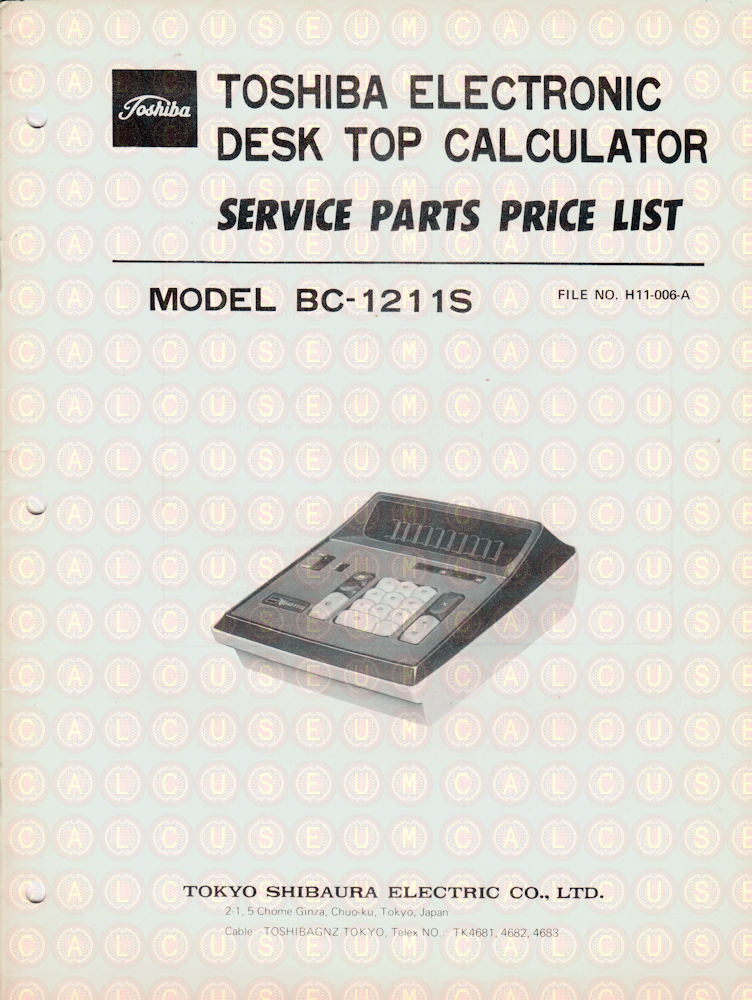 Toshiba
TOSHIBA ELECTRONIC
DESK TOP CALCULATOR
SERVICE PARTS PRICE LIST
MODEL BC-1211S
FILE NO. H11-006-A
TOKYO SHIBAURA ELECTRIC CO., LTD.
2-1, 5 Chome Ginza, Chuo-ku, Tokyo, Japan
Cable TOSHIBAGNZ TOKYO, Telex NO.: TK4681, 4682, 4683
CALCUSEUM